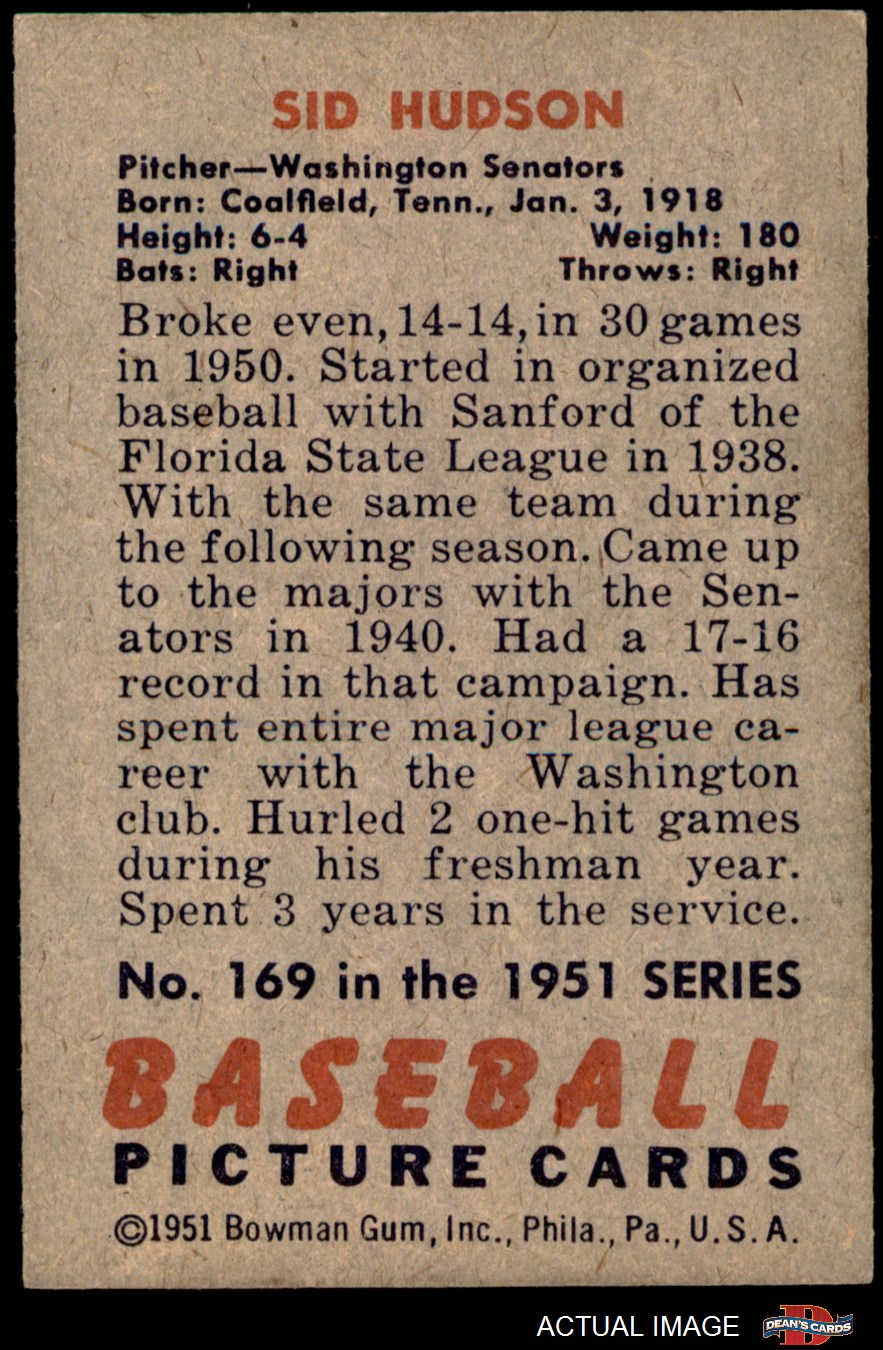 SID HUDSON
Pitcher—Washington Senators
Born: Coalfield, Tenn., Jan. 3, 1918
Height: 6-4 Weight: 180
Bats: Right Throws: Right
Broke even, 14-14, in 30 games
in 1950. Started in organized
baseball with Sanford of the
Florida State League in 1938.
With the same team during
the following season. Came up
to the majors with the Sen-
ators in 1940. Had a 17-16
record in that campaign. Has
spent entire major league ca-
reer with the Washington
club. Hurled 2 one-hit games
during his freshman year.
Spent 3 years in the service.
No. 169 in the 1951 SERIES
BASEBALL
PICTURE CARDS
©1951 Bowman Gum, Inc., Phila., Pa., U. S. A.
ACTUAL IMAGE
D
DEAN'S CARDS